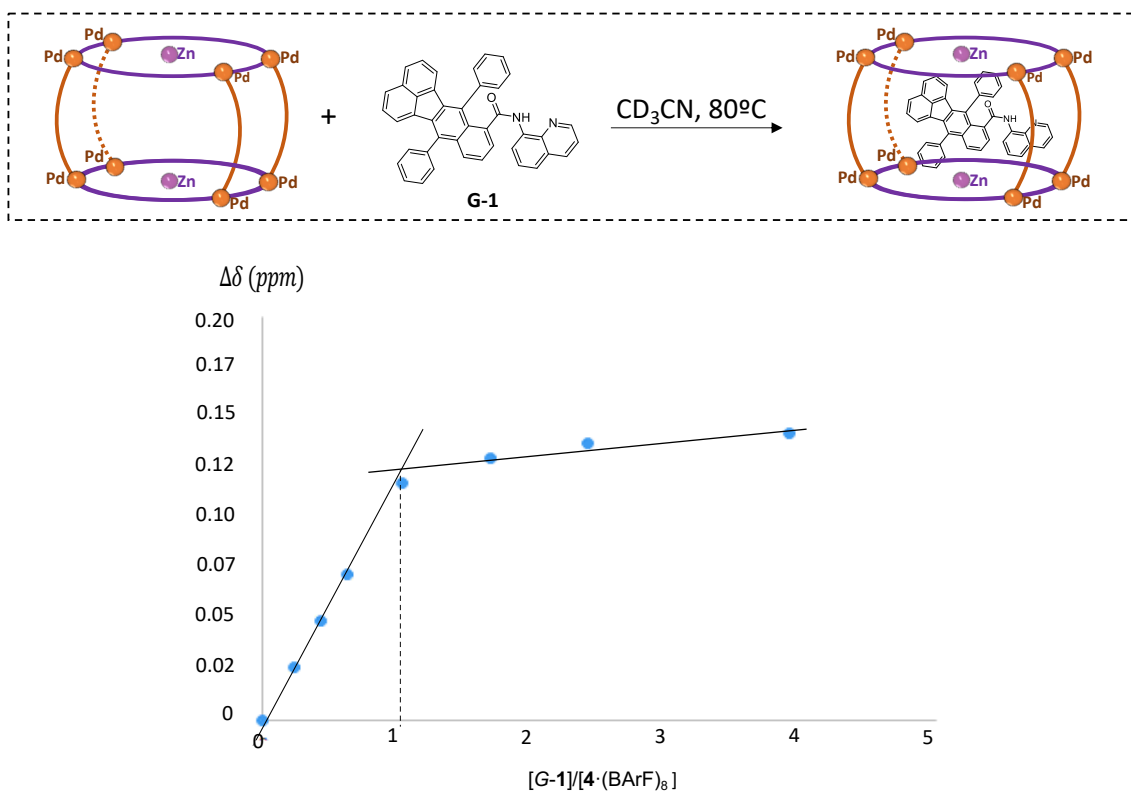 Pd Zn Pd
Pd Pd
Pd
Pd Zn Pd
Pd
+
O
NH N
G-1
CD₃CN, 80ºC
Pd Zn Pd
Pd Pd
O
NH N
Pd
Pd Zn Pd
Pd
Δδ (ppm)
0.20
0.17
0.15
0.12
0.10
0.07
0.05
0.02
0
0 1 2 3 4 5
[G-1]/[4·(BArF)₈]